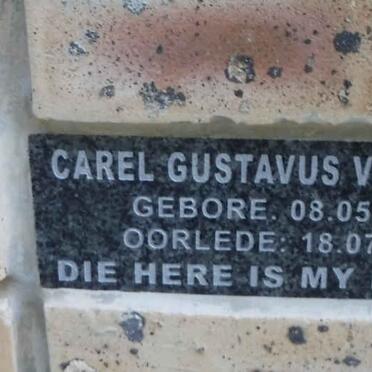 CAREL GUSTAVUS V
GEBORE: 08.05
OORLEDE: 18.07
DIE HERE IS MY